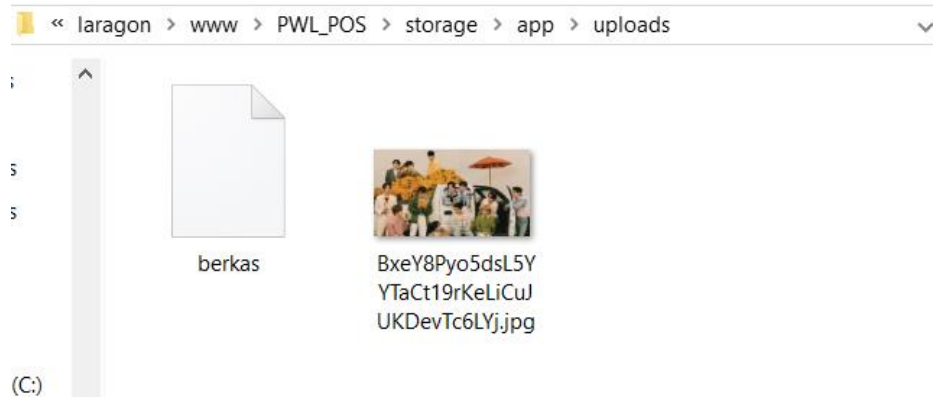 « laragon > www > PWL_POS > storage > app > uploads
berkas
BxeY8Pyo5dsL5Y
YTaCt19rKeLiCuJ
UKDevTc6LYj.jpg
(C:)